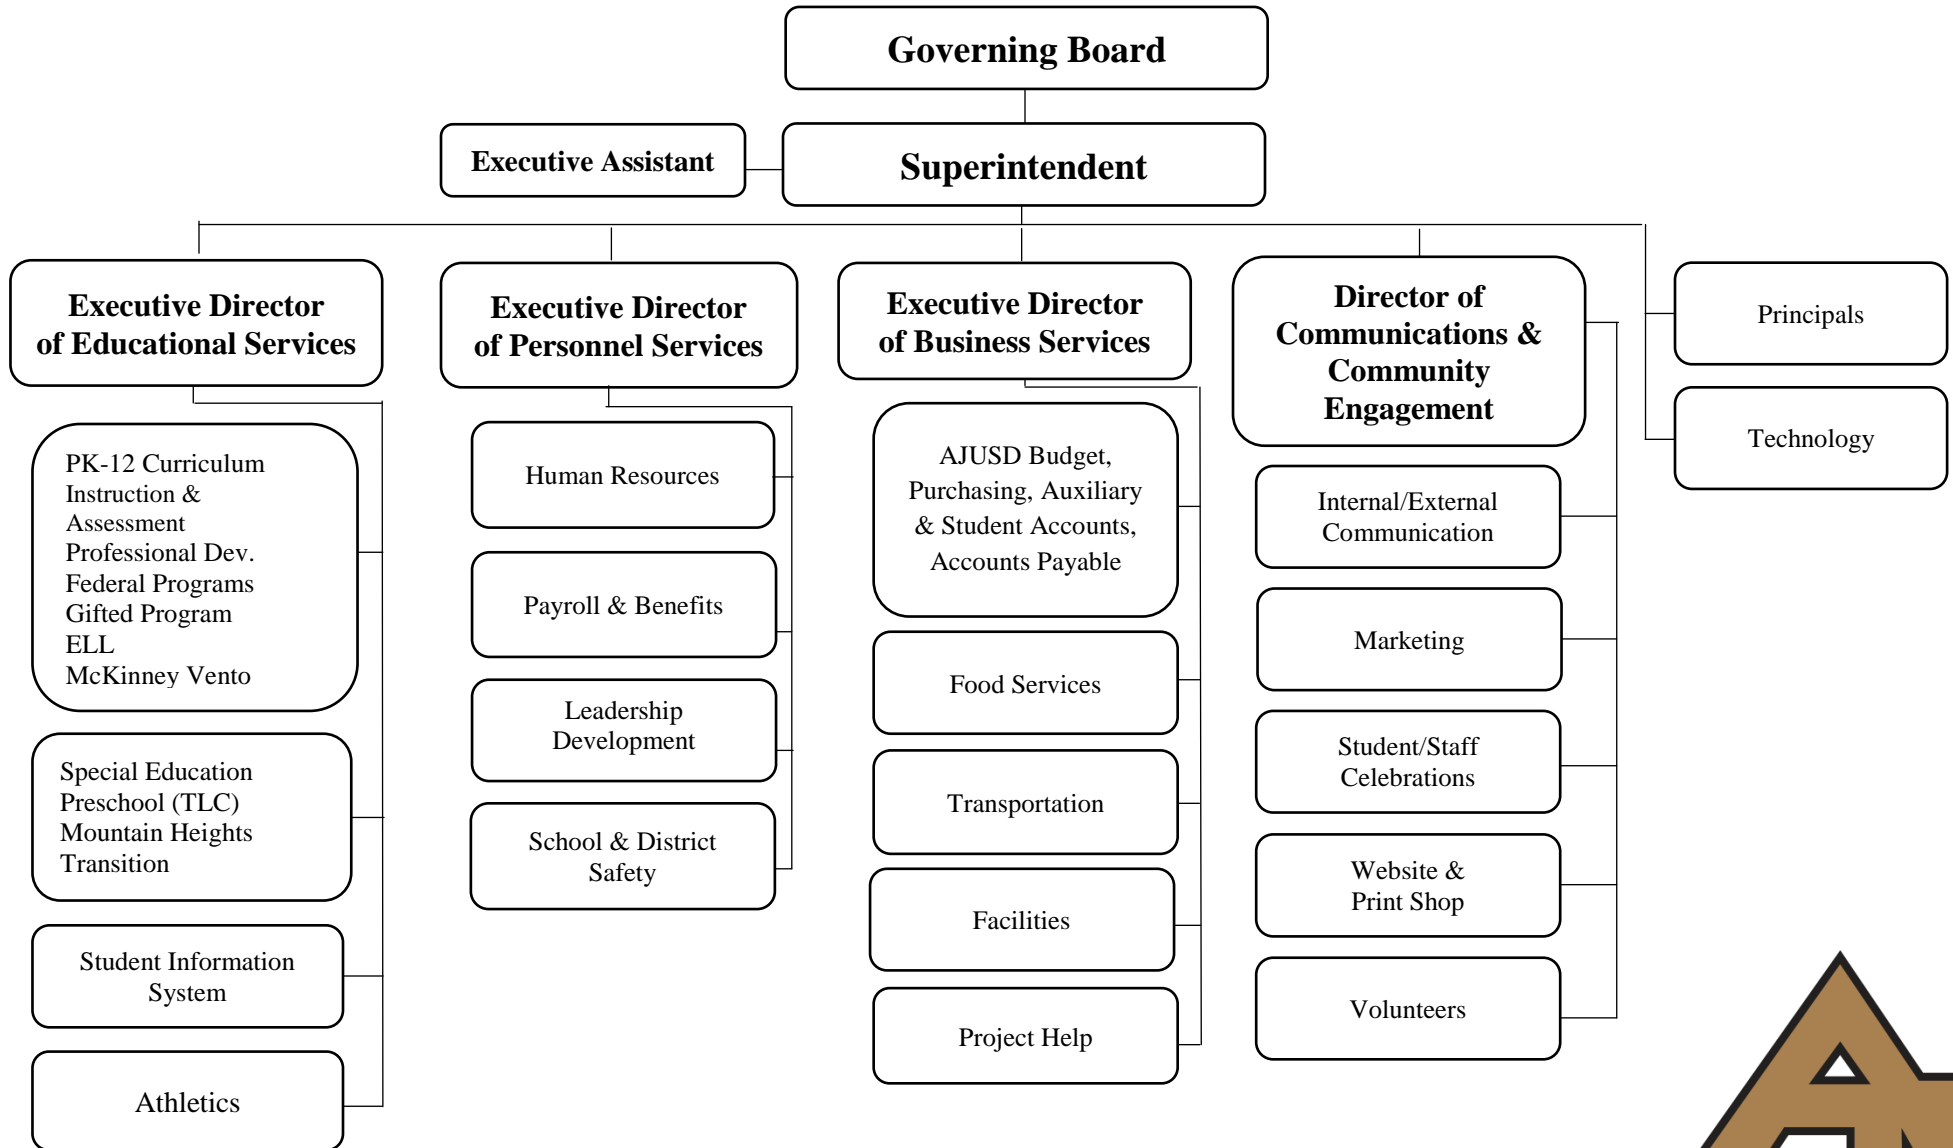 Governing Board
Executive Assistant
Superintendent
Executive Director
of Educational Services
PK-12 Curriculum
Instruction &
Assessment
Professional Dev.
Federal Programs
Gifted Program
ELL
McKinney Vento
Special Education
Preschool (TLC)
Mountain Heights
Transition
Student Information
System
Athletics
Executive Director
of Personnel Services
Human Resources
Payroll & Benefits
Leadership
Development
School & District
Safety
Executive Director
of Business Services
AJUSD Budget,
Purchasing, Auxiliary
& Student Accounts,
Accounts Payable
Food Services
Transportation
Facilities
Project Help
Director of
Communications &
Community
Engagement
Internal/External
Communication
Marketing
Student/Staff
Celebrations
Website &
Print Shop
Volunteers
Principals
Technology